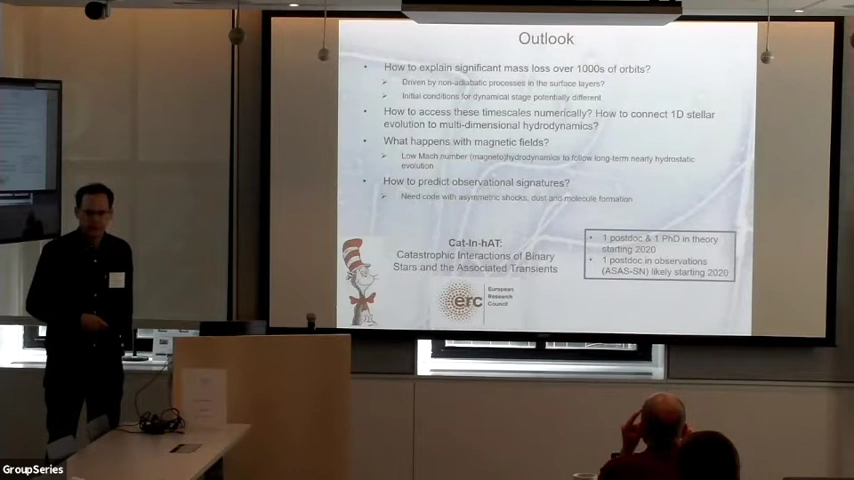 Outlook
• How to explain significant mass loss over 1000s of orbits?
➢ Driven by non-adiabatic processes in the surface layers?
➢ Initial conditions for dynamical stage potentially different
• How to access these timescales numerically? How to connect 1D stellar
evolution to multi-dimensional hydrodynamics?
• What happens with magnetic fields?
➢ Low Mach number (magneto)hydrodynamics to follow long-term nearly hydrostatic
evolution
• How to predict observational signatures?
➢ Need code with asymmetric shocks, dust and molecule formation
Cat-In-hAT:
Catastrophic Interactions of Binary
Stars and the Associated Transients
erc
European
Research
Council
• 1 postdoc & 1 PhD in theory
starting 2020
• 1 postdoc in observations
(ASAS-SN) likely starting 2020
GroupSeries